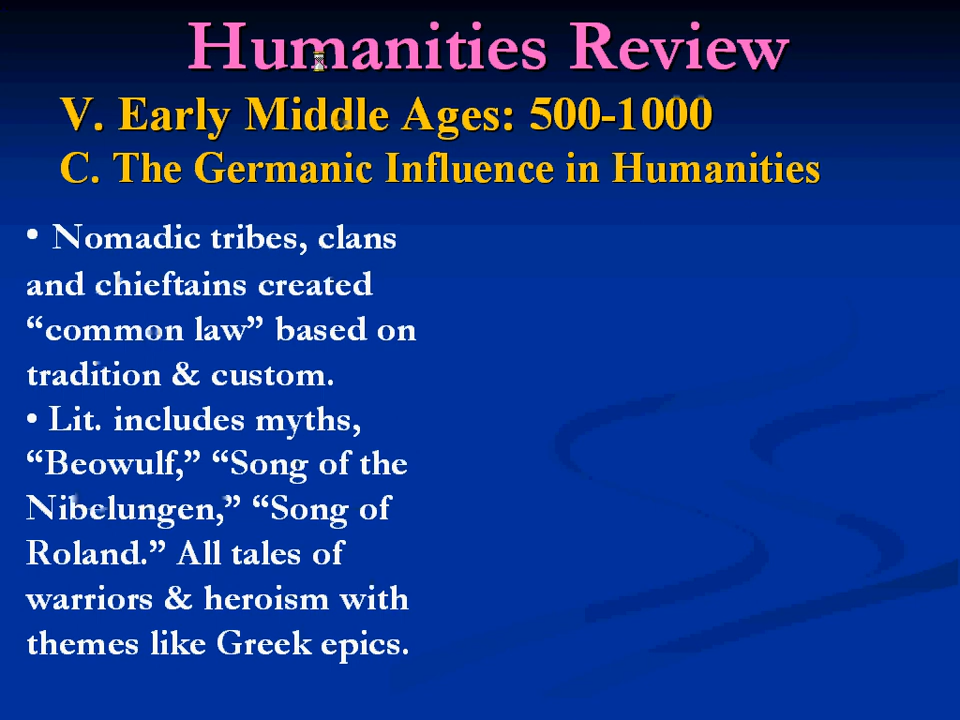 Humanities Review
V. Early Middle Ages: 500-1000
C. The Germanic Influence in Humanities
• Nomadic tribes, clans
and chieftains created
“common law” based on
tradition & custom.
• Lit. includes myths,
“Beowulf,” “Song of the
Nibelungen,” “Song of
Roland.” All tales of
warriors & heroism with
themes like Greek epics.